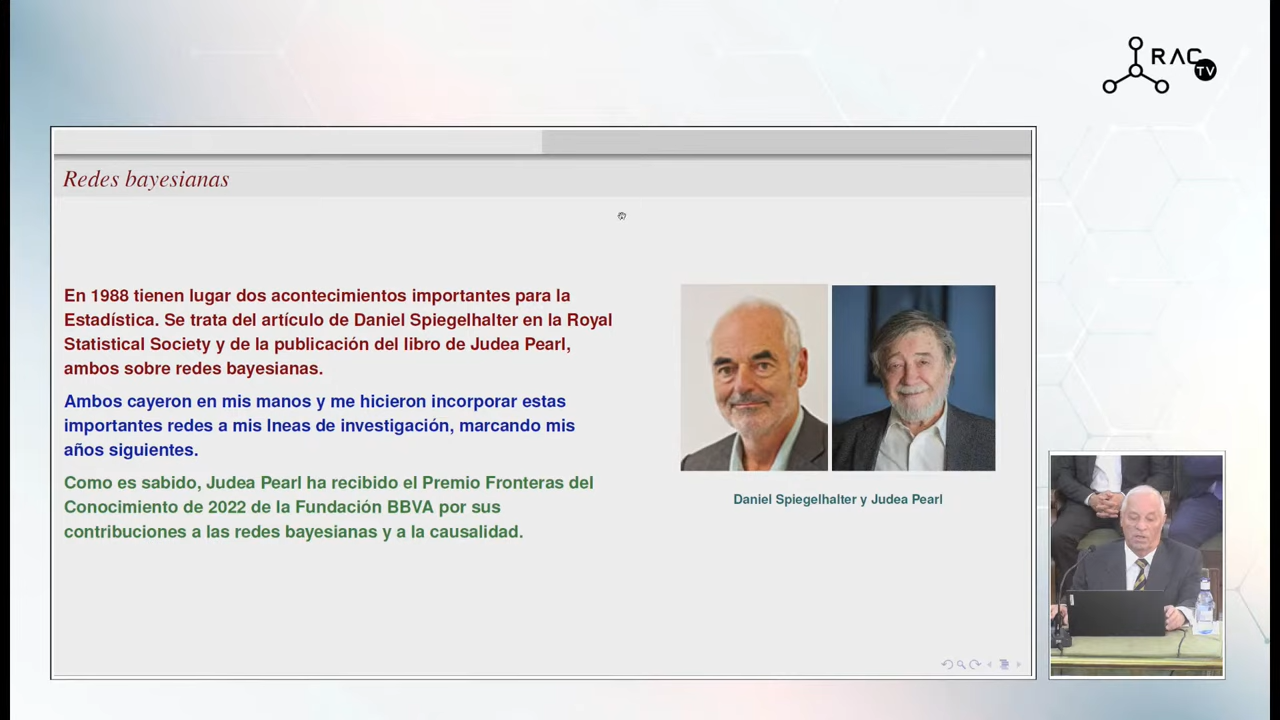 RAC
TV
Redes bayesianas
En 1988 tienen lugar dos acontecimientos importantes para la
Estadística. Se trata del artículo de Daniel Spiegelhalter en la Royal
Statistical Society y de la publicación del libro de Judea Pearl,
ambos sobre redes bayesianas.
Ambos cayeron en mis manos y me hicieron incorporar estas
importantes redes a mis lneas de investigación, marcando mis
años siguientes.
Como es sabido, Judea Pearl ha recibido el Premio Fronteras del
Conocimiento de 2022 de la Fundación BBVA por sus
contribuciones a las redes bayesianas y a la causalidad.
Daniel Spiegelhalter y Judea Pearl